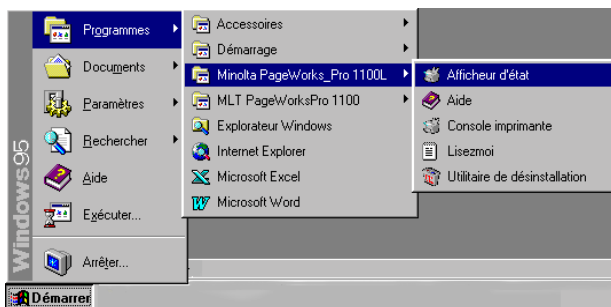 Programmes
Documents
Paramètres
Rechercher
Aide
Exécuter...
Arrêter...
Windows95
Démarrer
Accessoires
Démarrage
Minolta PageWorks_Pro 1100L
MLT PageWorksPro 1100
Explorateur Windows
Internet Explorer
Microsoft Excel
Microsoft Word
Afficheur d'état
Aide
Console imprimante
Lisezmoi
Utilitaire de désinstallation